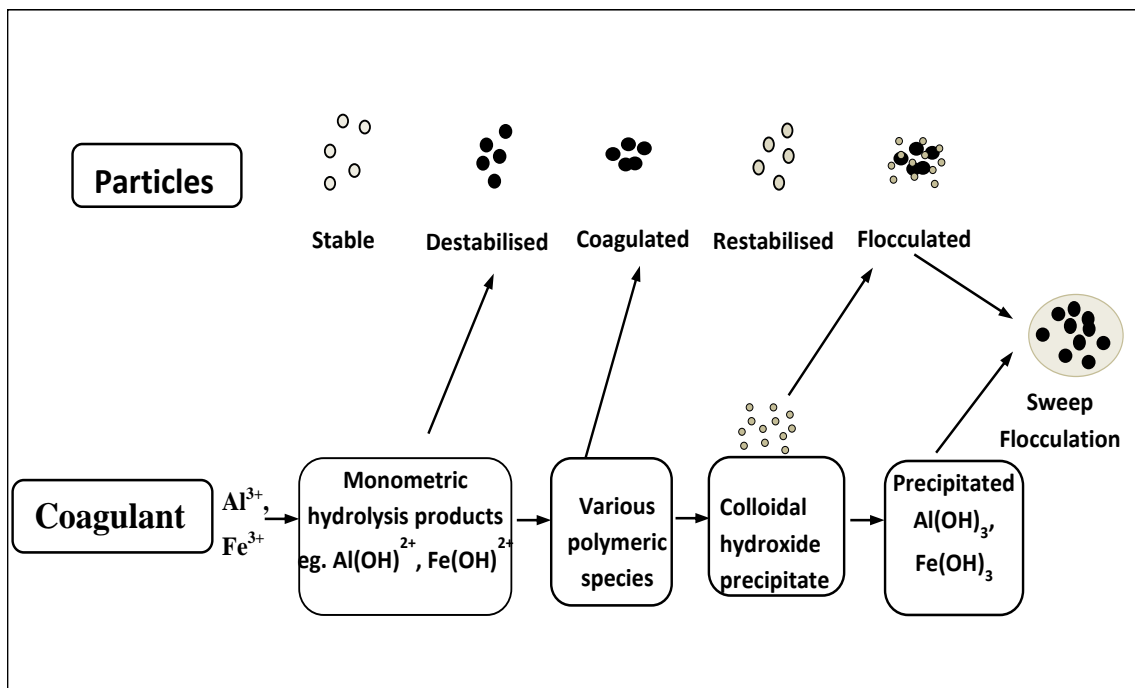 Particles
Stable
Destabilised
Coagulated
Restabilised
Flocculated
Sweep
Flocculation
Coagulant
Al³⁺,
Fe³⁺
Monometric
hydrolysis products
eg. Al(OH)²⁺, Fe(OH)²⁺
Various
polymeric
species
Colloidal
hydroxide
precipitate
Precipitated
Al(OH)₃,
Fe(OH)₃